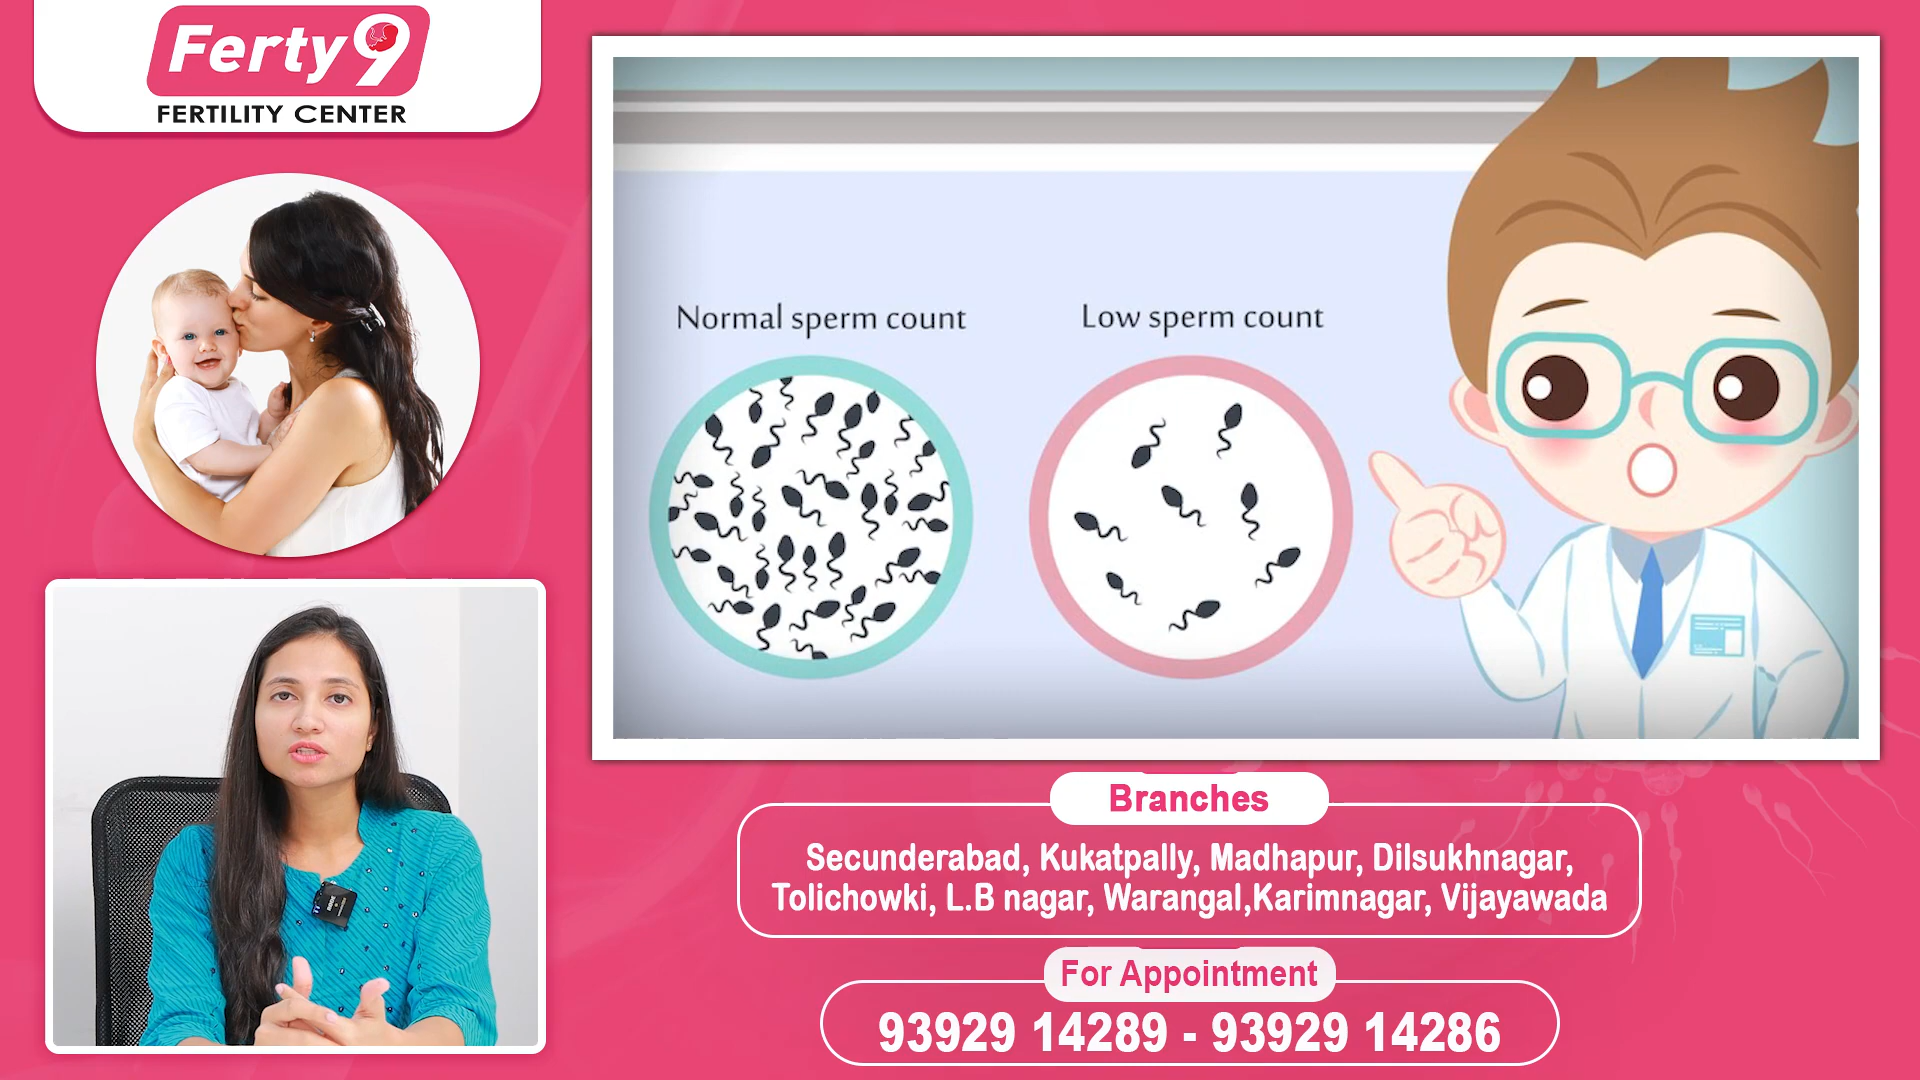 Ferty9
FERTILITY CENTER
Normal sperm count
Low sperm count
Branches
Secunderabad, Kukatpally, Madhapur, Dilsukhnagar,
Tolichowki, L.B nagar, Warangal,Karimnagar, Vijayawada
For Appointment
93929 14289 - 93929 14286